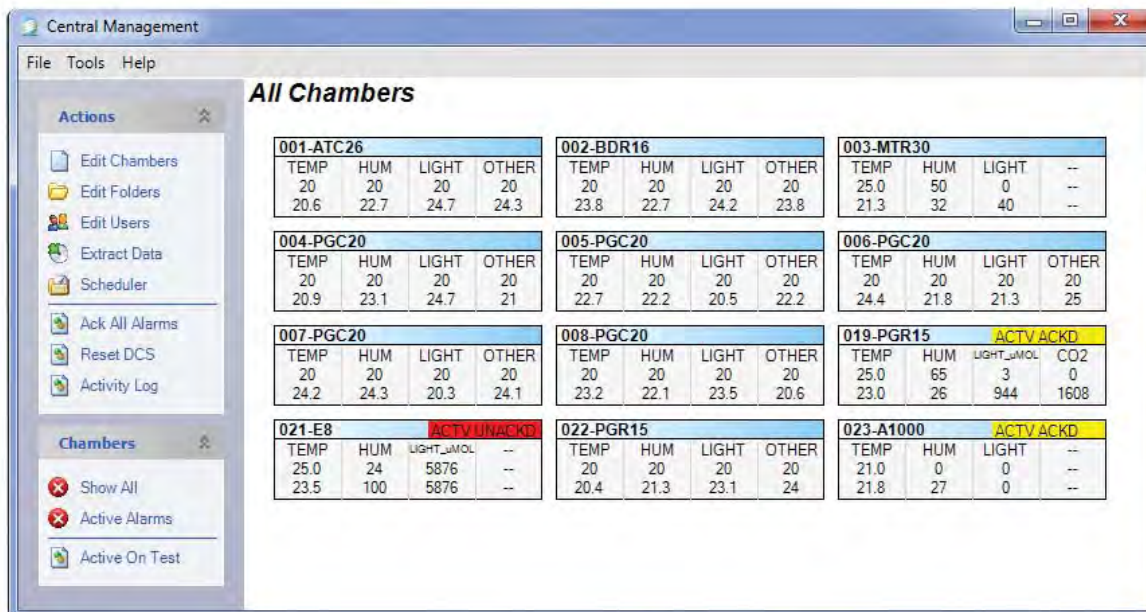 Central Management
File Tools Help
Actions
Edit Chambers
Edit Folders
Edit Users
Extract Data
Scheduler
Ack All Alarms
Reset DCS
Activity Log
Chambers
Show All
Active Alarms
Active On Test
All Chambers
001-ATC26
TEMP HUM LIGHT OTHER
20 20 20 20
20.6 22.7 24.7 24.3
002-BDR16
TEMP HUM LIGHT OTHER
20 20 20 20
23.8 22.7 24.2 23.8
003-MTR30
TEMP HUM LIGHT --
25.0 50 0 --
21.3 32 40 --
004-PGC20
TEMP HUM LIGHT OTHER
20 20 20 20
20.9 23.1 24.7 21
005-PGC20
TEMP HUM LIGHT OTHER
20 20 20 20
22.7 22.2 20.5 22.2
006-PGC20
TEMP HUM LIGHT OTHER
20 20 20 20
24.4 21.8 21.3 25
007-PGC20
TEMP HUM LIGHT OTHER
20 20 20 20
24.2 24.3 20.3 24.1
008-PGC20
TEMP HUM LIGHT OTHER
20 20 20 20
23.2 22.1 23.5 20.6
019-PGR15 ACTV ACKD
TEMP HUM LIGHT_uMOL CO2
25.0 65 3 0
23.0 26 944 1608
021-E8 ACTV UNACKD
TEMP HUM LIGHT_uMOL --
25.0 24 5876 --
23.5 100 5876 --
022-PGR15
TEMP HUM LIGHT OTHER
20 20 20 20
20.4 21.3 23.1 24
023-A1000 ACTV ACKD
TEMP HUM LIGHT --
21.0 0 0 --
21.8 27 0 --